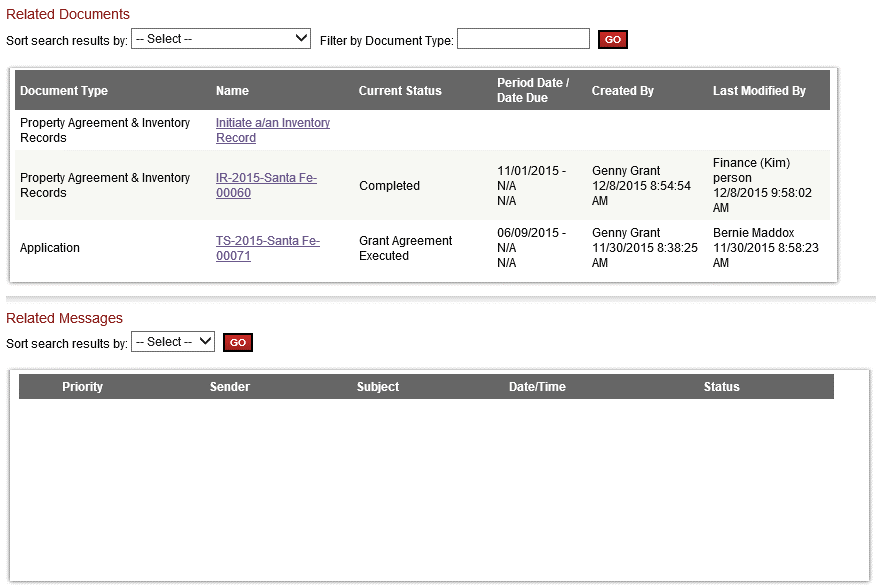 Related Documents
Sort search results by: -- Select -- Filter by Document Type: GO
Document Type Name Current Status Period Date / Date Due Created By Last Modified By
Property Agreement & Inventory Records Initiate a/an Inventory Record
Property Agreement & Inventory Records IR-2015-Santa Fe-00060 Completed 11/01/2015 - N/A N/A Genny Grant 12/8/2015 8:54:54 AM Finance (Kim) person 12/8/2015 9:58:02 AM
Application TS-2015-Santa Fe-00071 Grant Agreement Executed 06/09/2015 - N/A N/A Genny Grant 11/30/2015 8:38:25 AM Bernie Maddox 11/30/2015 8:58:23 AM
Related Messages
Sort search results by: -- Select -- GO
Priority Sender Subject Date/Time Status